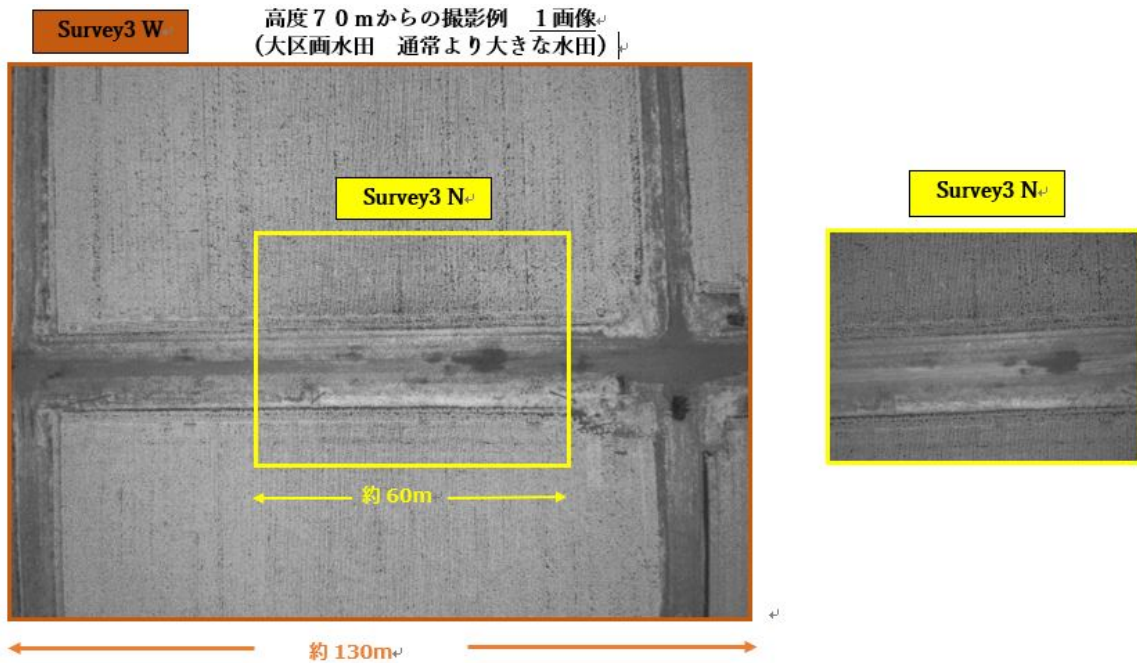 Survey3 W
高度７０ｍからの撮影例　１画像
(大区画水田　通常より大きな水田)
Survey3 N
Survey3 N
約 60m
約 130m